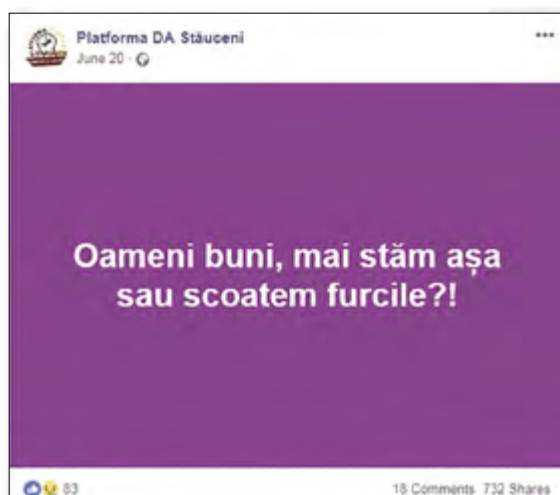 Platforma DA Stăuceni
June 20
Oameni buni, mai stăm așa
sau scoatem furcile?!
83
18 Comments 732 Shares